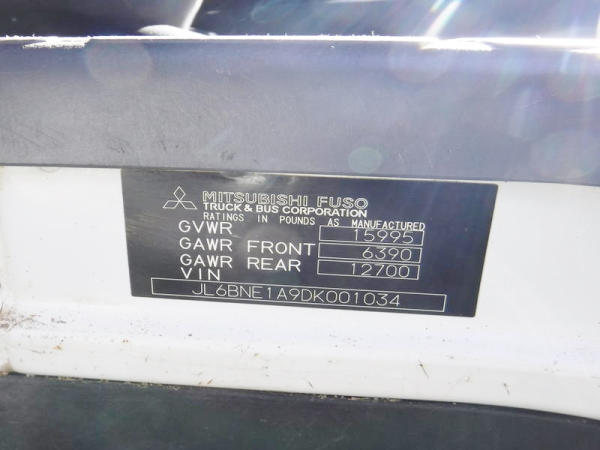 MITSUBISHI FUSO
TRUCK & BUS CORPORATION
RATINGS IN POUNDS AS MANUFACTURED
GVWR 15995
GAWR FRONT 6390
GAWR REAR 12700
VIN
JL6BNE1A9DK001034